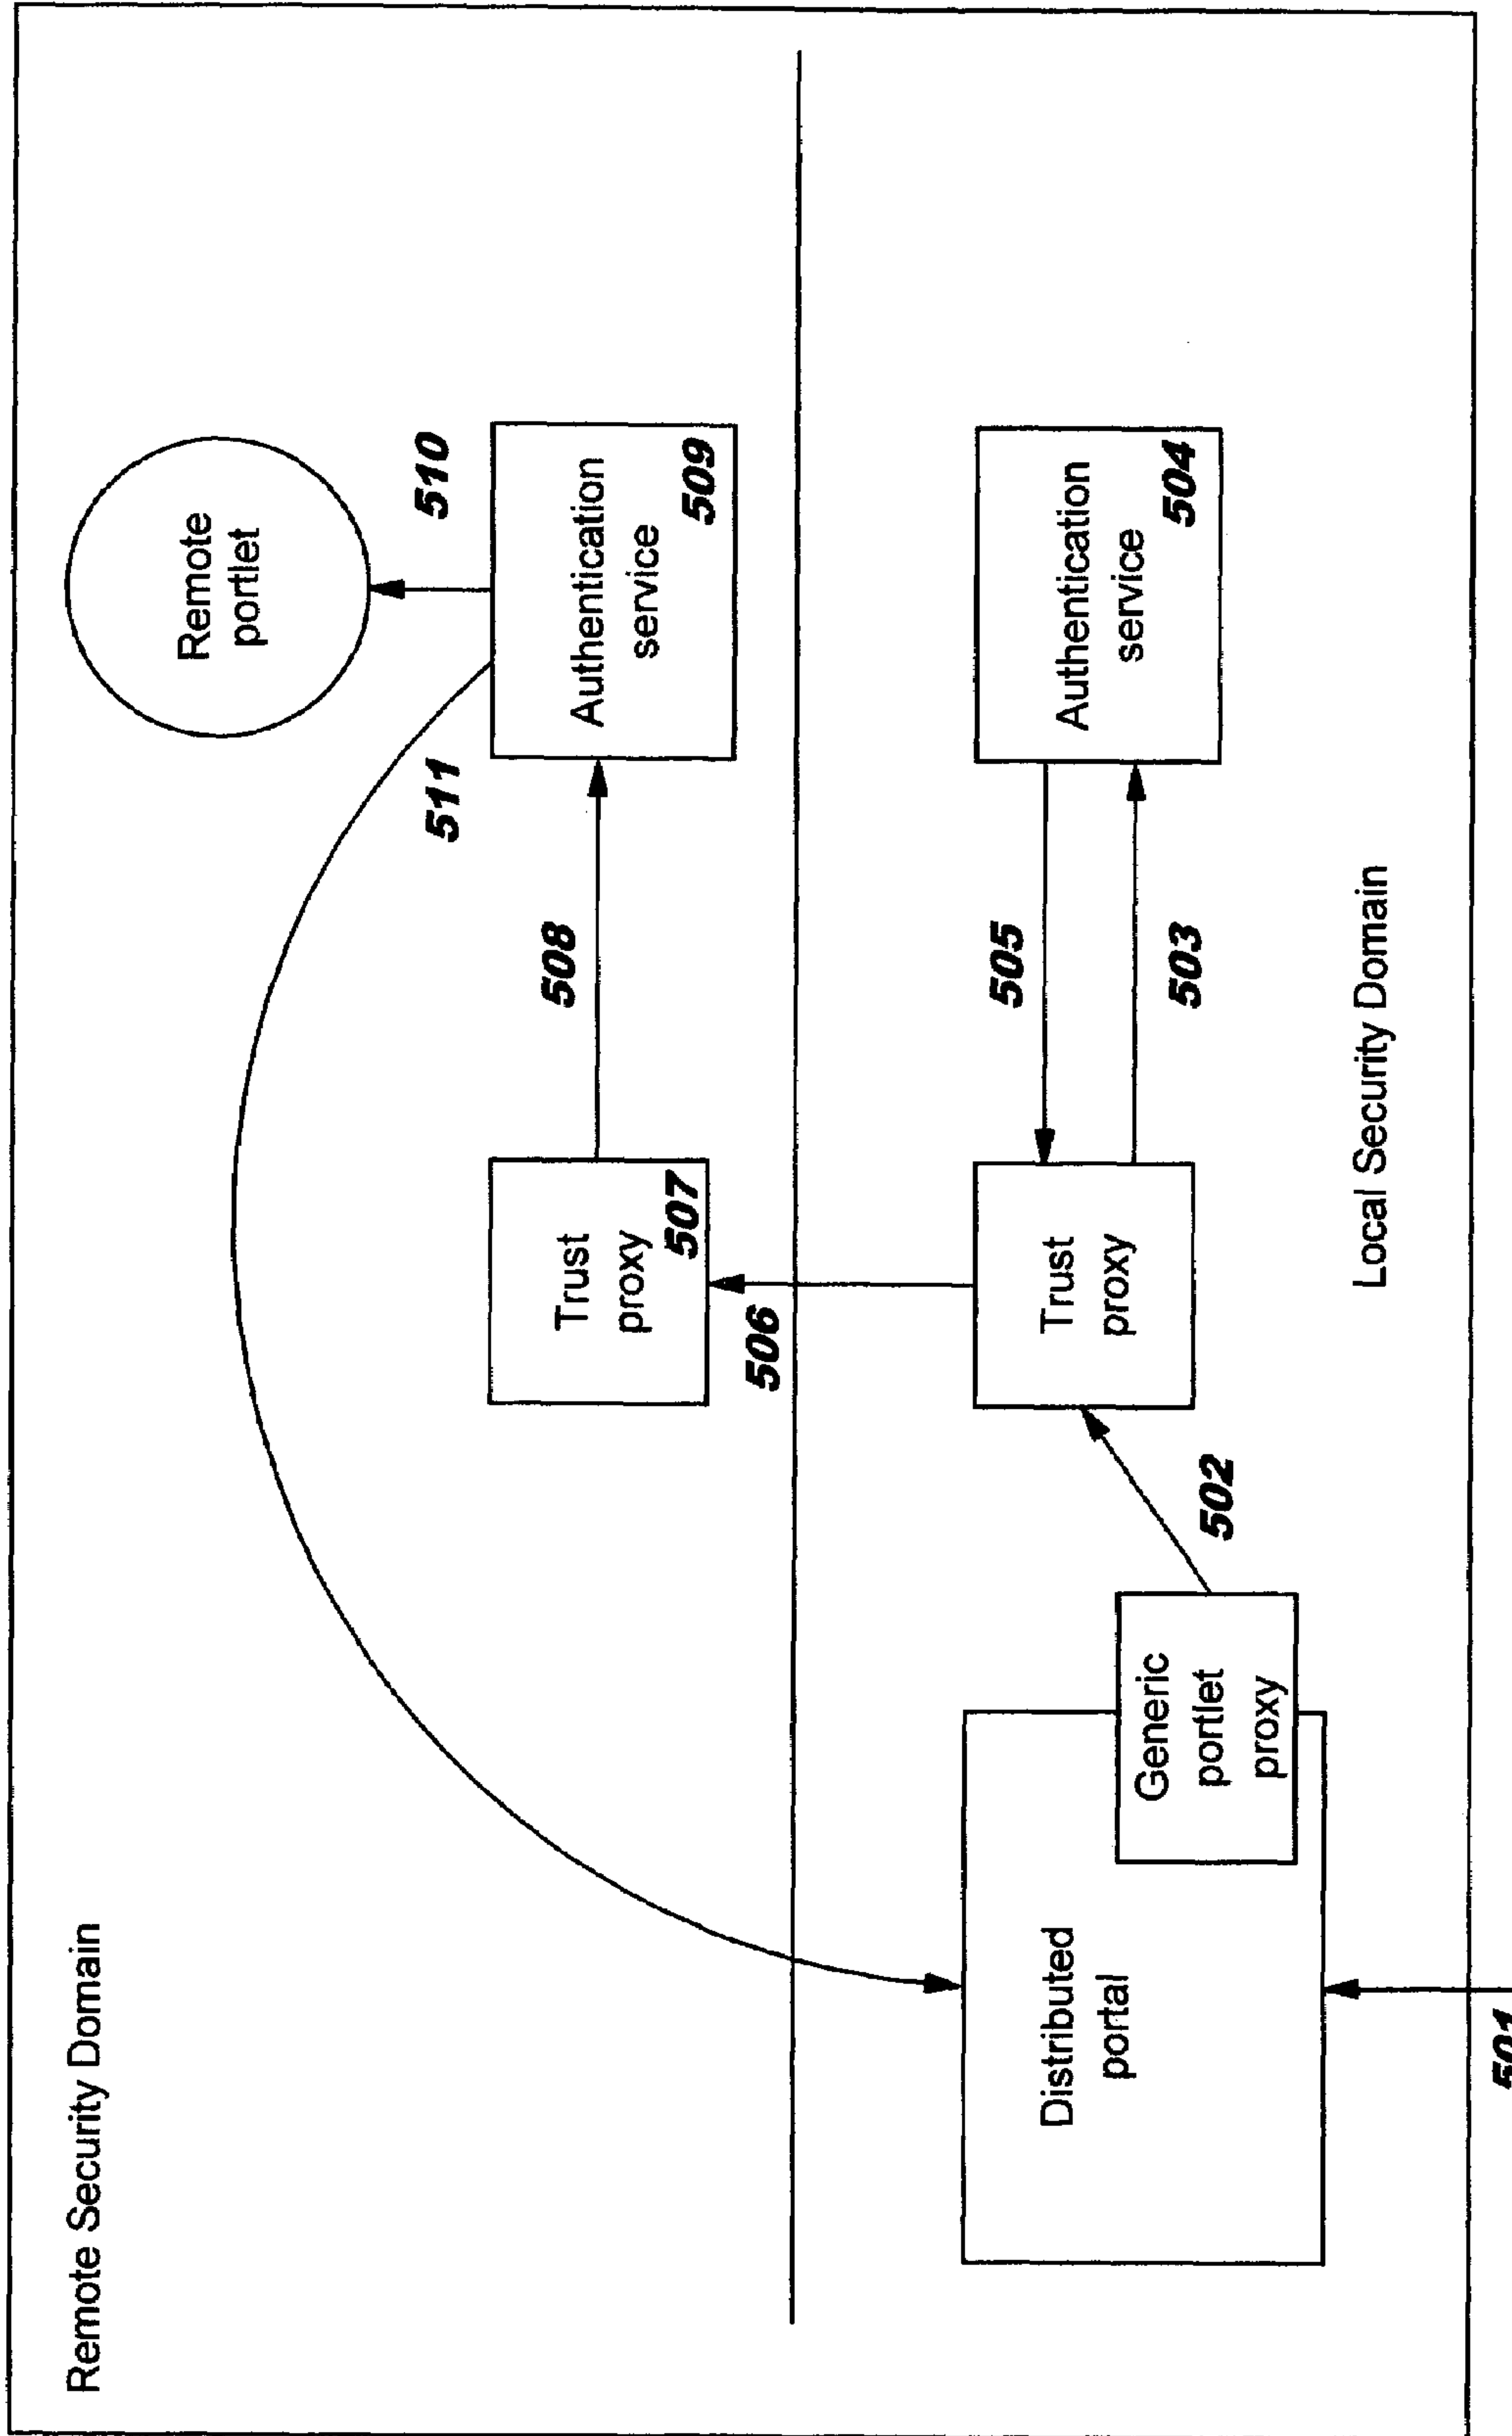 Remote Security Domain
Remote
portlet
510
511
Authentication
service
509
508
Trust
proxy
507
506
Authentication
service
504
505
503
Trust
proxy
502
Generic
portlet
proxy
Distributed
portal
Local Security Domain
501